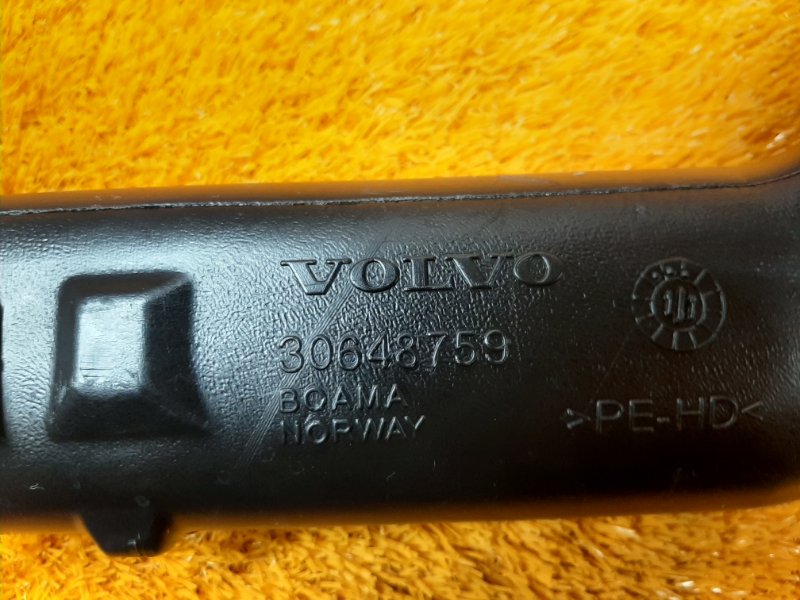 VOLVO
30648759
BOAMA
NORWAY
>PE-HD<